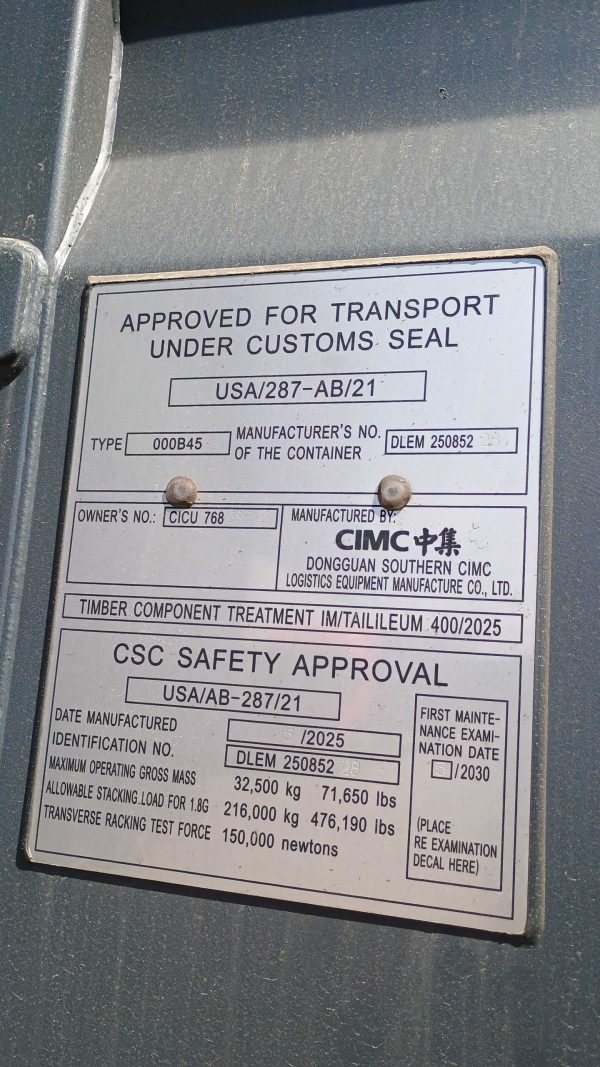 APPROVED FOR TRANSPORT
UNDER CUSTOMS SEAL
USA/287-AB/21
TYPE 000B45
MANUFACTURER'S NO.
OF THE CONTAINER
DLEM 250852
OWNER'S NO.: CICU 768
MANUFACTURED BY:
CIMC中集
DONGGUAN SOUTHERN CIMC
LOGISTICS EQUIPMENT MANUFACTURE CO., LTD.
TIMBER COMPONENT TREATMENT IM/TAILILEUM 400/2025
CSC SAFETY APPROVAL
USA/AB-287/21
DATE MANUFACTURED /2025
IDENTIFICATION NO. DLEM 250852
MAXIMUM OPERATING GROSS MASS 32,500 kg 71,650 lbs
ALLOWABLE STACKING LOAD FOR 1.8G 216,000 kg 476,190 lbs
TRANSVERSE RACKING TEST FORCE 150,000 newtons
FIRST MAINTE-
NANCE EXAMI-
NATION DATE
/2030
(PLACE
RE EXAMINATION
DECAL HERE)